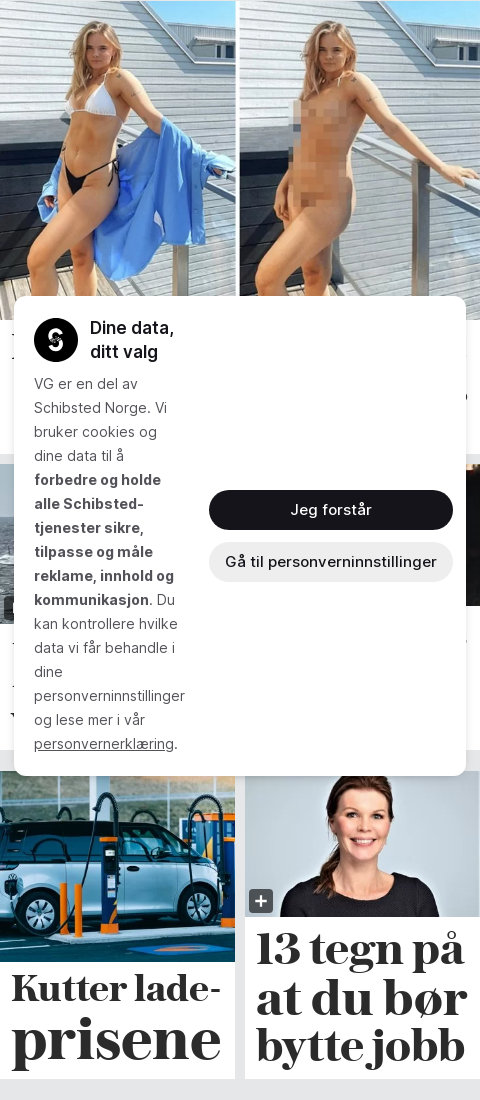 Dine data,
ditt valg
VG er en del av
Schibsted Norge. Vi
bruker cookies og
dine data til å
forbedre og holde
alle Schibsted-
tjenester sikre,
tilpasse og måle
reklame, innhold og
kommunikasjon. Du
kan kontrollere hvilke
data vi får behandle i
dine
personverninnstillinger
og lese mer i vår
personvernerklæring.
Jeg forstår
Gå til personverninnstillinger
Kutter lade-
prisene
13 tegn på
at du bør
bytte jobb